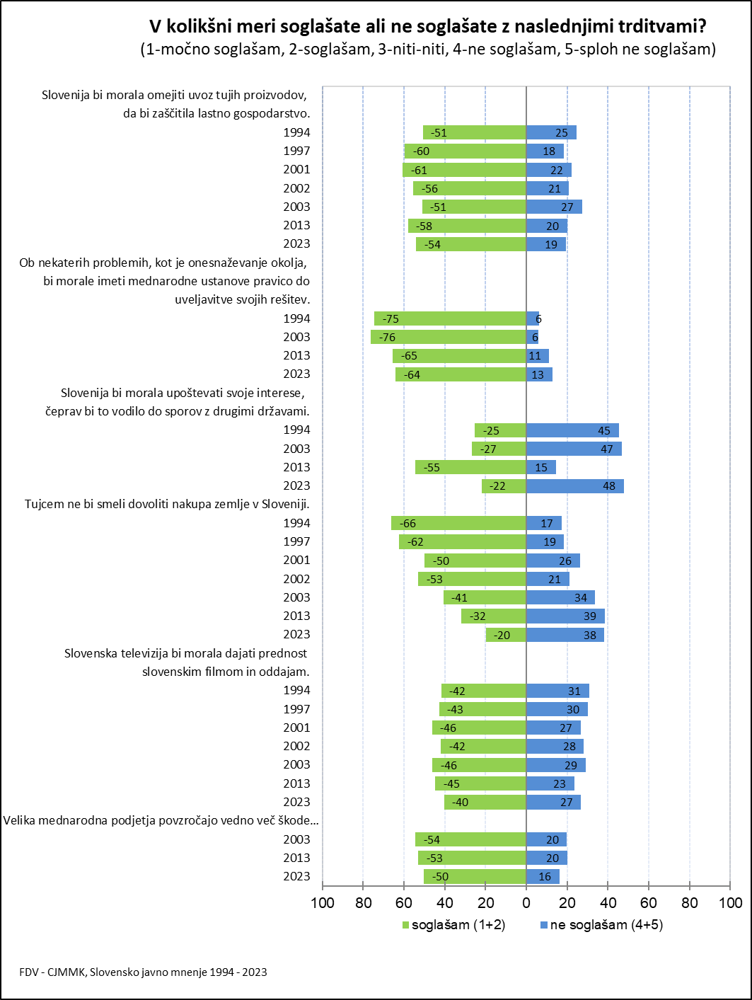 V kolikšni meri soglašate ali ne soglašate z naslednjimi trditvami?
(1-močno soglašam, 2-soglašam, 3-niti-niti, 4-ne soglašam, 5-sploh ne soglašam)
Slovenija bi morala omejiti uvoz tujih proizvodov,
da bi zaščitila lastno gospodarstvo.
1994 -51 25
1997 -60 18
2001 -61 22
2002 -56 21
2003 -51 27
2013 -58 20
2023 -54 19
Ob nekaterih problemih, kot je onesnaževanje okolja,
bi morale imeti mednarodne ustanove pravico do
uveljavitve svojih rešitev.
1994 -75 6
2003 -76 6
2013 -65 11
2023 -64 13
Slovenija bi morala upoštevati svoje interese,
čeprav bi to vodilo do sporov z drugimi državami.
1994 -25 45
2003 -27 47
2013 -55 15
2023 -22 48
Tujcem ne bi smeli dovoliti nakupa zemlje v Sloveniji.
1994 -66 17
1997 -62 19
2001 -50 26
2002 -53 21
2003 -41 34
2013 -32 39
2023 -20 38
Slovenska televizija bi morala dajati prednost
slovenskim filmom in oddajam.
1994 -42 31
1997 -43 30
2001 -46 27
2002 -42 28
2003 -46 29
2013 -45 23
2023 -40 27
Velika mednarodna podjetja povzročajo vedno več škode…
2003 -54 20
2013 -53 20
2023 -50 16
100 80 60 40 20 0 20 40 60 80 100
soglašam (1+2) ne soglašam (4+5)
FDV - CJMMK, Slovensko javno mnenje 1994 - 2023